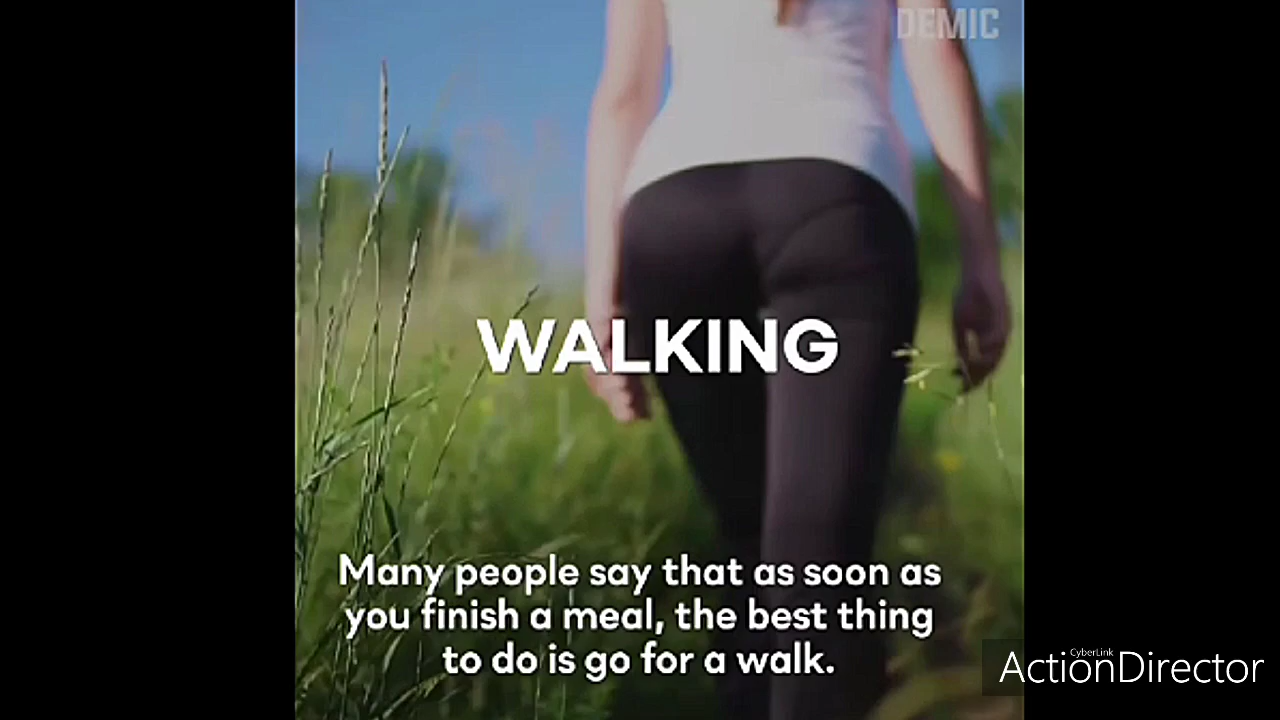 DEMIC
WALKING
Many people say that as soon as
you finish a meal, the best thing
to do is go for a walk.
CyberLink
ActionDirector